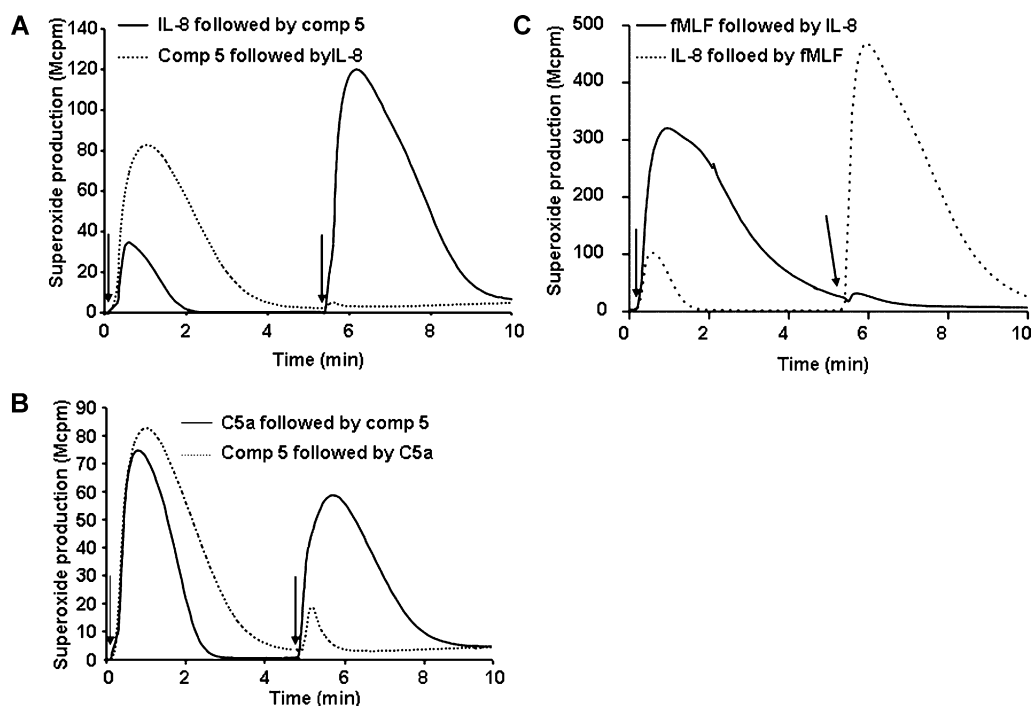 A
IL-8 followed by comp 5
Comp 5 followed byIL-8
Superoxide production (Mcpm)
140
120
100
80
60
40
20
0
0 2 4 6 8 10
Time (min)
C
fMLF followed by IL-8
IL-8 folloed by fMLF
Superoxide production (Mcpm)
500
400
300
200
100
0
0 2 4 6 8 10
Time (min)
B
C5a followed by comp 5
Comp 5 followed by C5a
Superoxide production (Mcpm)
90
80
70
60
50
40
30
20
10
0
0 2 4 6 8 10
Time (min)